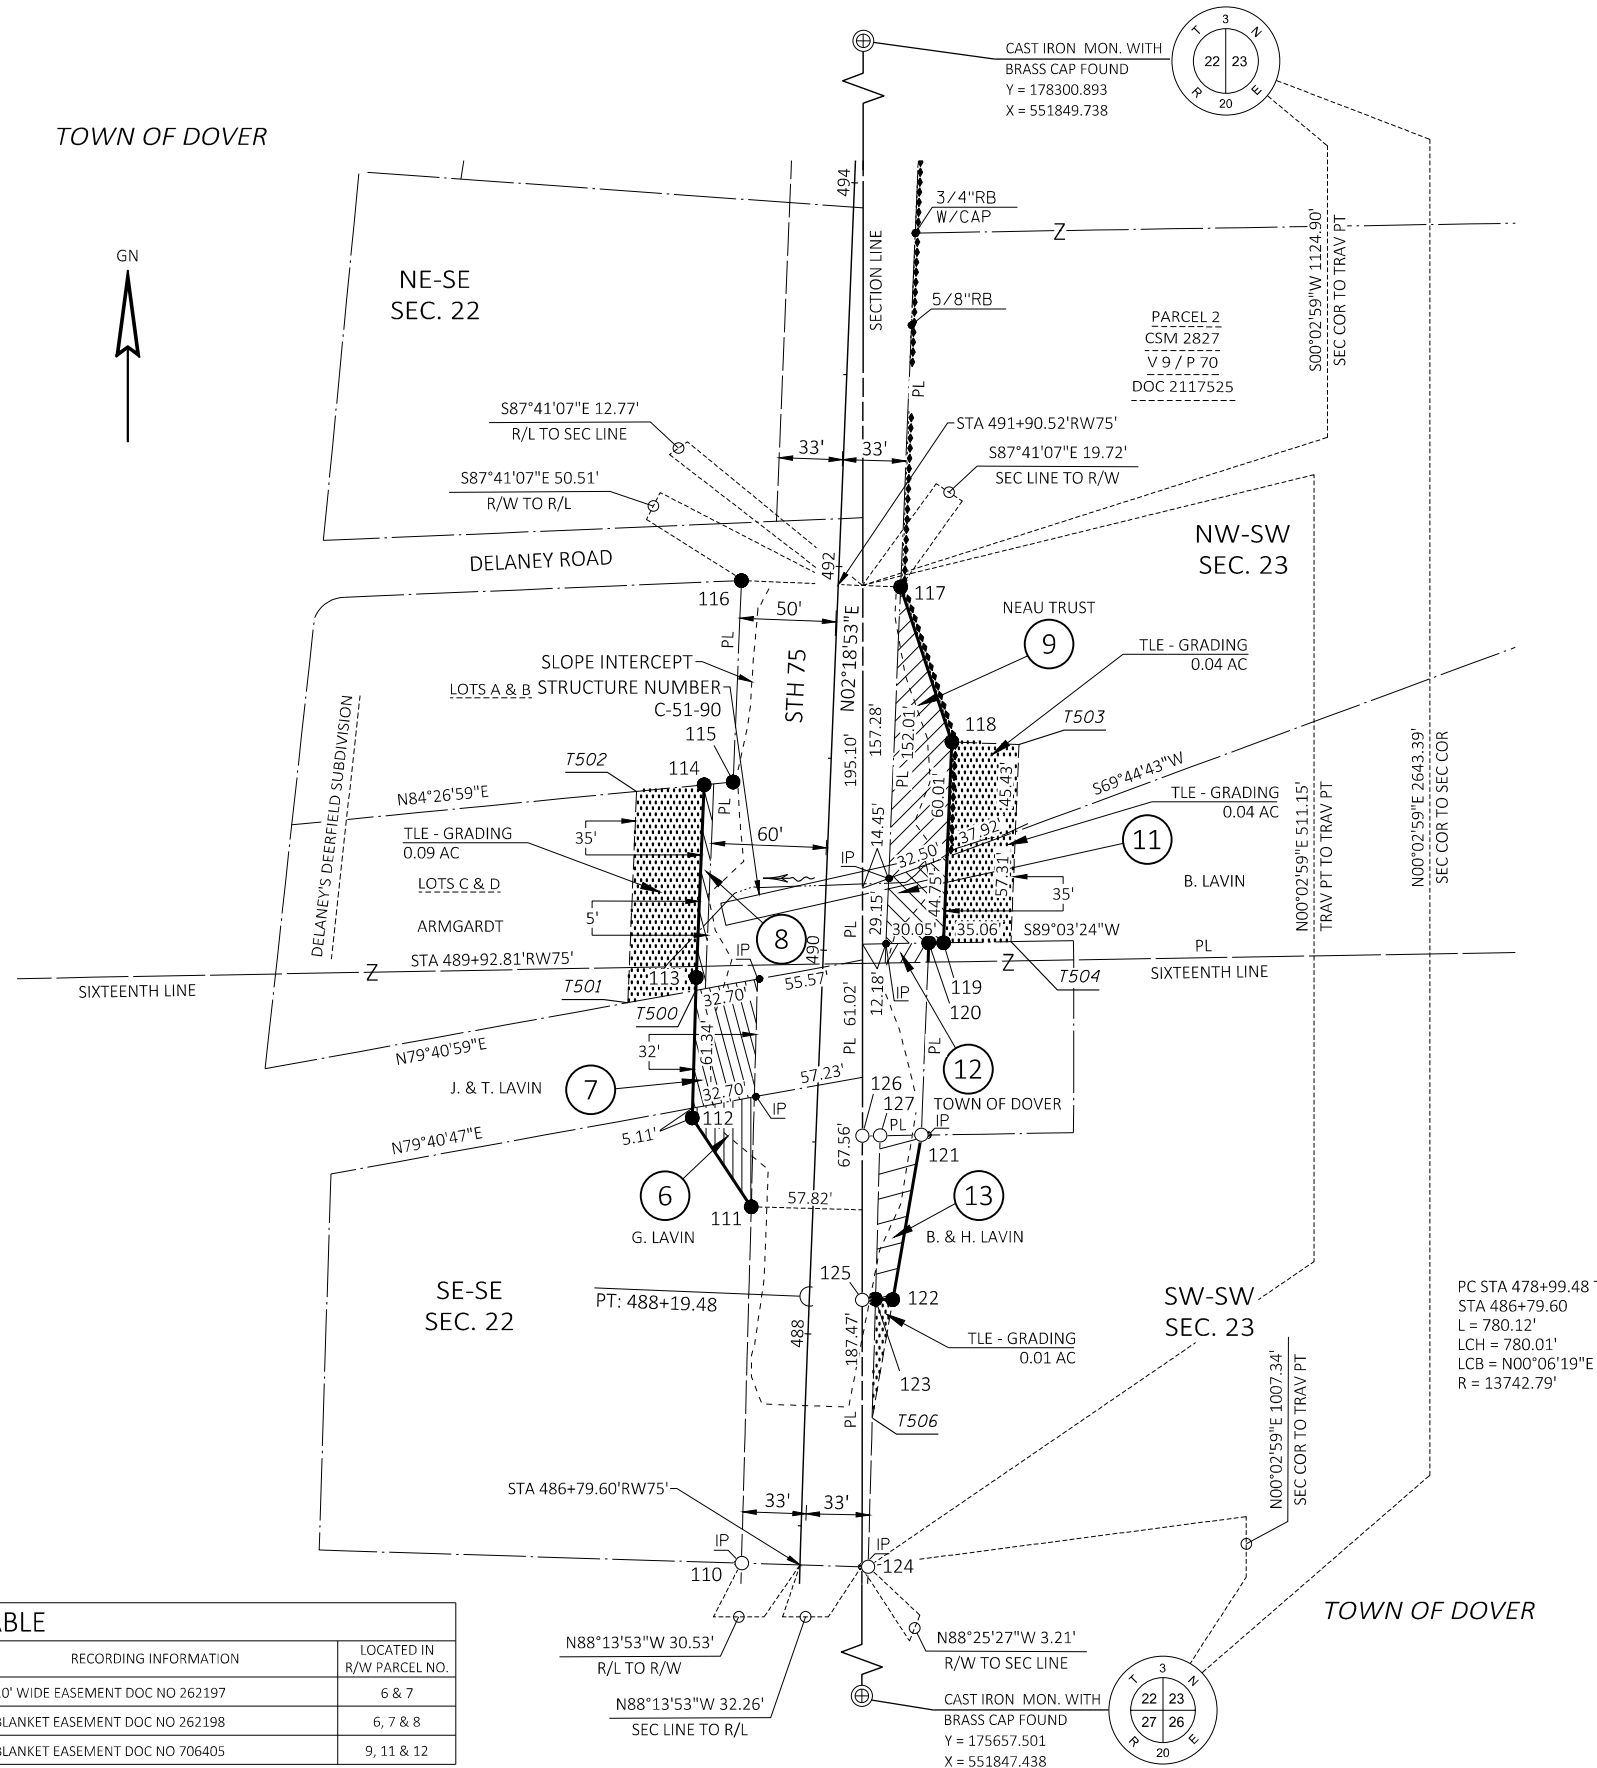 CAST IRON MON. WITH
BRASS CAP FOUND
Y = 178300.893
X = 551849.738
T 3 N
22 23
R 20 E
TOWN OF DOVER
GN
NE-SE
SEC. 22
494
SECTION LINE
3/4"RB
W/CAP
Z
5/8"RB
PL
PARCEL 2
CSM 2827
V 9 / P 70
DOC 2117525
S00°02'59"W 1124.90'
SEC COR TO TRAV PT
S87°41'07"E 12.77'
R/L TO SEC LINE
S87°41'07"E 50.51'
R/W TO R/L
33'
33'
STA 491+90.52'RW75'
S87°41'07"E 19.72'
SEC LINE TO R/W
NW-SW
SEC. 23
DELANEY ROAD
492
116
117
50'
NEAU TRUST
9
TLE - GRADING
0.04 AC
PL
N02°18'53"E
STH 75
SLOPE INTERCEPT
LOTS A & B
STRUCTURE NUMBER
C-51-90
115
DELANEY'S DEERFIELD SUBDIVISION
195.10'
157.28'
152.01'
PL
118
T503
T502
114
N84°26'59"E
PL
60.01'
45.43'
S69°44'43"W
TLE - GRADING
0.04 AC
N00°02'59"E 511.15'
TRAV PT TO TRAV PT
N00°02'59"E 2643.39'
SEC COR TO SEC COR
TLE - GRADING
0.09 AC
35'
60'
14.45'
37.92'
IP
32.50'
11
LOTS C & D
B. LAVIN
57.31'
44.75'
35'
5'
ARMGARDT
8
PL
29.15'
30.05'
35.06'
S89°03'24"W
IP
490
STA 489+92.81'RW75'
Z
PL
Z
SIXTEENTH LINE
SIXTEENTH LINE
113
T501
T500
32.70'
55.57'
12.18'
IP
119
120
T504
N79°40'59"E
32'
61.34'
61.02'
PL
PL
12
J. & T. LAVIN
7
57.23'
32.70'
126
127
TOWN OF DOVER
IP
IP
PL
112
5.11'
N79°40'47"E
67.56'
121
6
111
57.82'
13
G. LAVIN
B. & H. LAVIN
125
SE-SE
SEC. 22
PT: 488+19.48
122
SW-SW
SEC. 23
488
187.47'
TLE - GRADING
0.01 AC
123
PL
T506
PC STA 478+99.48
STA 486+79.60
L = 780.12'
LCH = 780.01'
LCB = N00°06'19"E
R = 13742.79'
N00°02'59"E 1007.34'
SEC COR TO TRAV PT
STA 486+79.60'RW75'
33'
33'
IP
IP
110
124
TOWN OF DOVER
N88°13'53"W 30.53'
R/L TO R/W
N88°25'27"W 3.21'
R/W TO SEC LINE
N88°13'53"W 32.26'
SEC LINE TO R/L
CAST IRON MON. WITH
BRASS CAP FOUND
Y = 175657.501
X = 551847.438
T 3 N
22 23
27 26
R 20 E
ABLE
RECORDING INFORMATION
LOCATED IN
R/W PARCEL NO.
0' WIDE EASEMENT DOC NO 262197
6 & 7
BLANKET EASEMENT DOC NO 262198
6, 7 & 8
BLANKET EASEMENT DOC NO 706405
9, 11 & 12